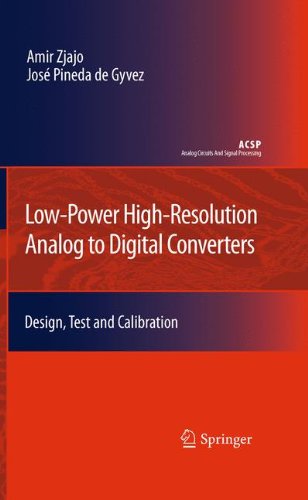 Amir Zjajo
José Pineda de Gyvez
ACSP
Analog Circuits And Signal Processing
Low-Power High-Resolution
Analog to Digital Converters
Design, Test and Calibration
Springer